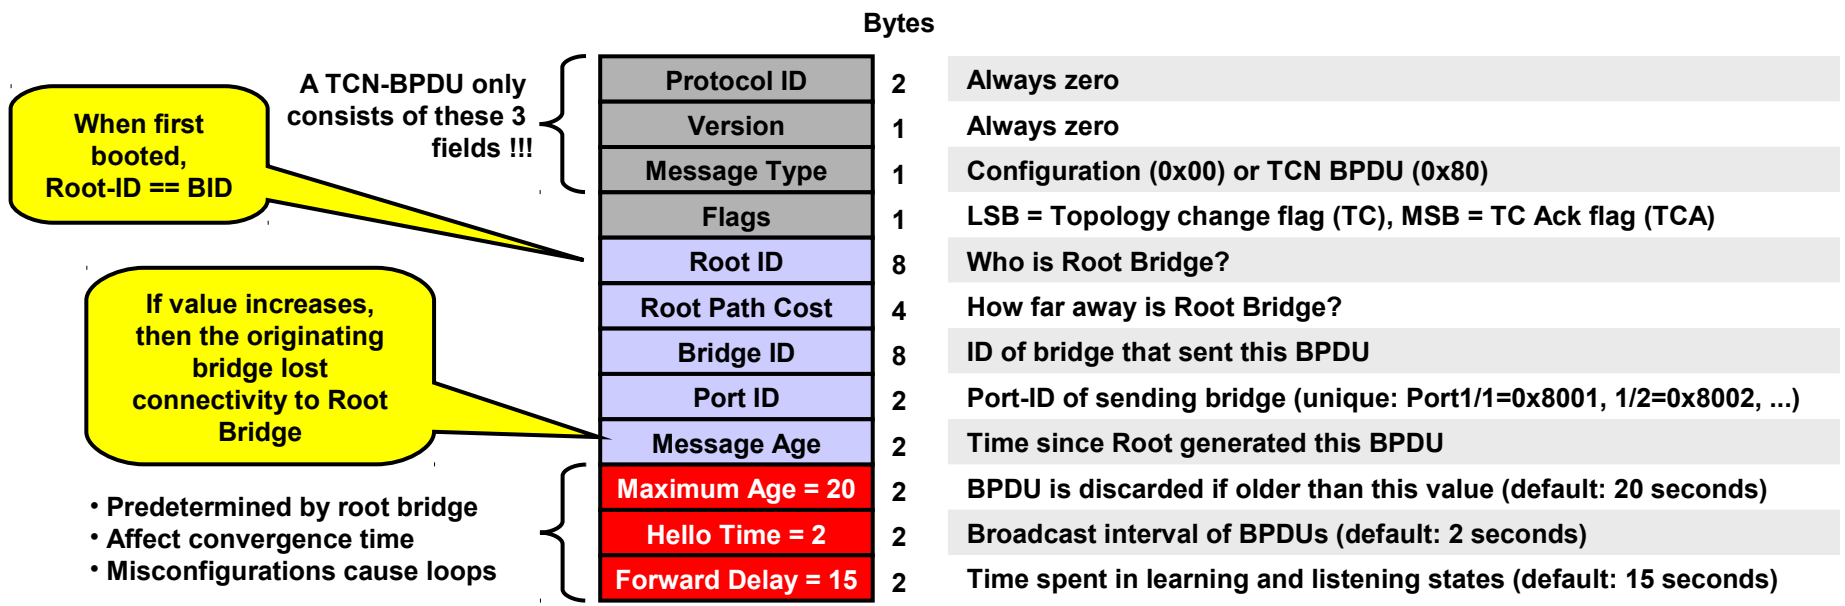 Bytes
A TCN-BPDU only
consists of these 3
fields !!!
When first
booted,
Root-ID == BID
If value increases,
then the originating
bridge lost
connectivity to Root
Bridge
• Predetermined by root bridge
• Affect convergence time
• Misconfigurations cause loops
Protocol ID 2 Always zero
Version 1 Always zero
Message Type 1 Configuration (0x00) or TCN BPDU (0x80)
Flags 1 LSB = Topology change flag (TC), MSB = TC Ack flag (TCA)
Root ID 8 Who is Root Bridge?
Root Path Cost 4 How far away is Root Bridge?
Bridge ID 8 ID of bridge that sent this BPDU
Port ID 2 Port-ID of sending bridge (unique: Port1/1=0x8001, 1/2=0x8002, ...)
Message Age 2 Time since Root generated this BPDU
Maximum Age = 20 2 BPDU is discarded if older than this value (default: 20 seconds)
Hello Time = 2 2 Broadcast interval of BPDUs (default: 2 seconds)
Forward Delay = 15 2 Time spent in learning and listening states (default: 15 seconds)